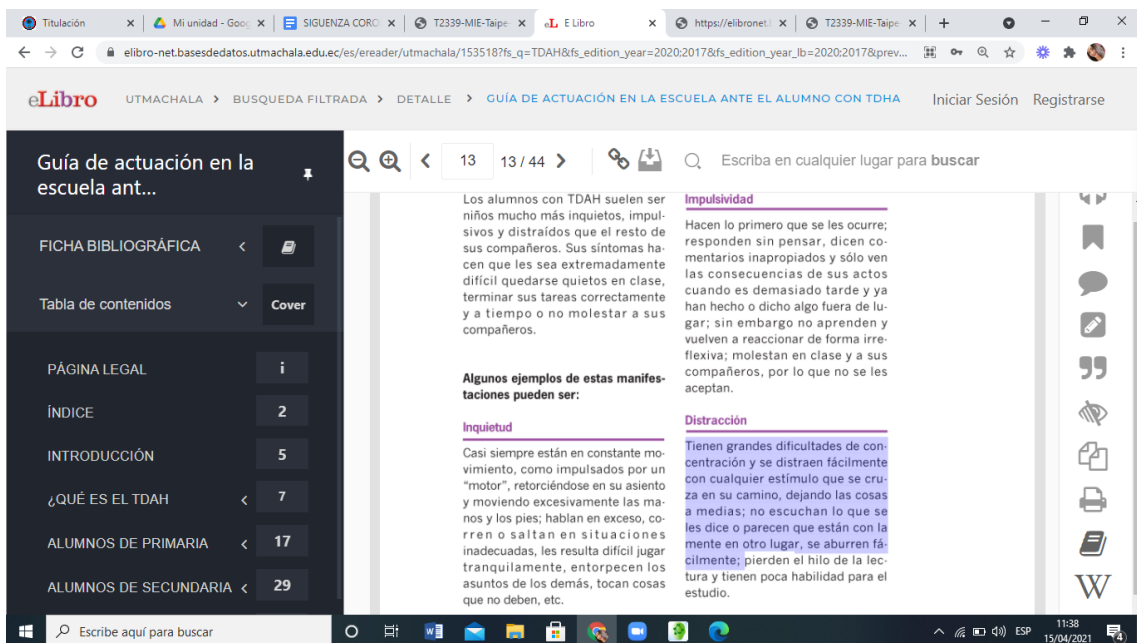 Titulación
Mi unidad - Goog
SIGUENZA CORO
T2339-MIE-Taipe-
eL E Libro
https://elibronet.l
T2339-MIE-Taipe-
elibro-net.basesdedatos.utmachala.edu.ec/es/ereader/utmachala/153518?fs_q=TDAH&fs_edition_year=2020;2017&fs_edition_year_lb=2020;2017&prev...
eLibro UTMACHALA > BUSQUEDA FILTRADA > DETALLE > GUÍA DE ACTUACIÓN EN LA ESCUELA ANTE EL ALUMNO CON TDHA Iniciar Sesión Registrarse
Guía de actuación en la
escuela ant...
13 13 / 44
Escriba en cualquier lugar para buscar
FICHA BIBLIOGRÁFICA
Tabla de contenidos Cover
PÁGINA LEGAL i
ÍNDICE 2
INTRODUCCIÓN 5
¿QUÉ ES EL TDAH 7
ALUMNOS DE PRIMARIA 17
ALUMNOS DE SECUNDARIA 29
Los alumnos con TDAH suelen ser
niños mucho más inquietos, impul-
sivos y distraídos que el resto de
sus compañeros. Sus síntomas ha-
cen que les sea extremadamente
difícil quedarse quietos en clase,
terminar sus tareas correctamente
y a tiempo o no molestar a sus
compañeros.
Algunos ejemplos de estas manifes-
taciones pueden ser:
Inquietud
Casi siempre están en constante mo-
vimiento, como impulsados por un
“motor”, retorciéndose en su asiento
y moviendo excesivamente las ma-
nos y los pies; hablan en exceso, co-
rren o saltan en situaciones
inadecuadas, les resulta difícil jugar
tranquilamente, entorpecen los
asuntos de los demás, tocan cosas
que no deben, etc.
Impulsividad
Hacen lo primero que se les ocurre;
responden sin pensar, dicen co-
mentarios inapropiados y sólo ven
las consecuencias de sus actos
cuando es demasiado tarde y ya
han hecho o dicho algo fuera de lu-
gar; sin embargo no aprenden y
vuelven a reaccionar de forma irre-
flexiva; molestan en clase y a sus
compañeros, por lo que no se les
aceptan.
Distracción
Tienen grandes dificultades de con-
centración y se distraen fácilmente
con cualquier estímulo que se cru-
za en su camino, dejando las cosas
a medias; no escuchan lo que se
les dice o parecen que están con la
mente en otro lugar, se aburren fá-
cilmente; pierden el hilo de la lec-
tura y tienen poca habilidad para el
estudio.
W
Escribe aquí para buscar
ESP
11:38
15/04/2021
4